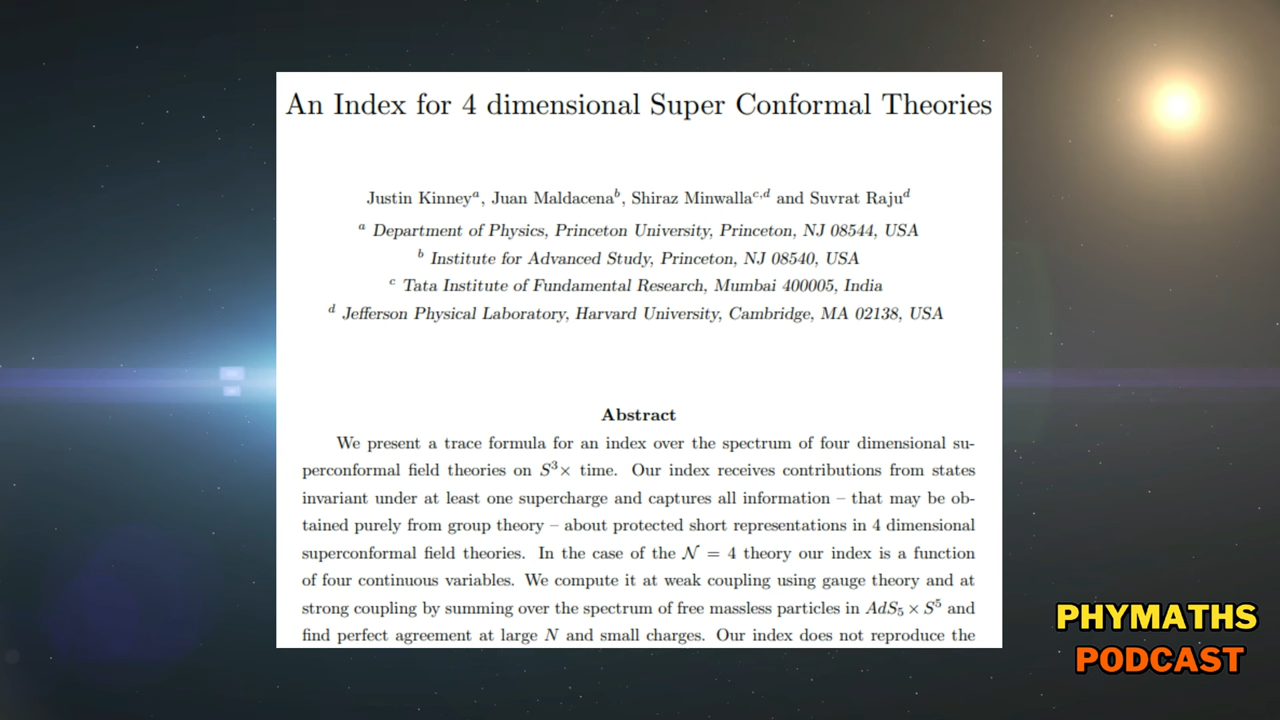 An Index for 4 dimensional Super Conformal Theories
Justin Kinneyᵃ, Juan Maldacenaᵇ, Shiraz Minwallaᶜ,ᵈ and Suvrat Rajuᵈ
ᵃ Department of Physics, Princeton University, Princeton, NJ 08544, USA
ᵇ Institute for Advanced Study, Princeton, NJ 08540, USA
ᶜ Tata Institute of Fundamental Research, Mumbai 400005, India
ᵈ Jefferson Physical Laboratory, Harvard University, Cambridge, MA 02138, USA
Abstract
We present a trace formula for an index over the spectrum of four dimensional su-
perconformal field theories on S³× time. Our index receives contributions from states
invariant under at least one supercharge and captures all information – that may be ob-
tained purely from group theory – about protected short representations in 4 dimensional
superconformal field theories. In the case of the 𝒩 = 4 theory our index is a function
of four continuous variables. We compute it at weak coupling using gauge theory and at
strong coupling by summing over the spectrum of free massless particles in AdS₅ × S⁵ and
find perfect agreement at large N and small charges. Our index does not reproduce the
PHYMATHS
PODCAST